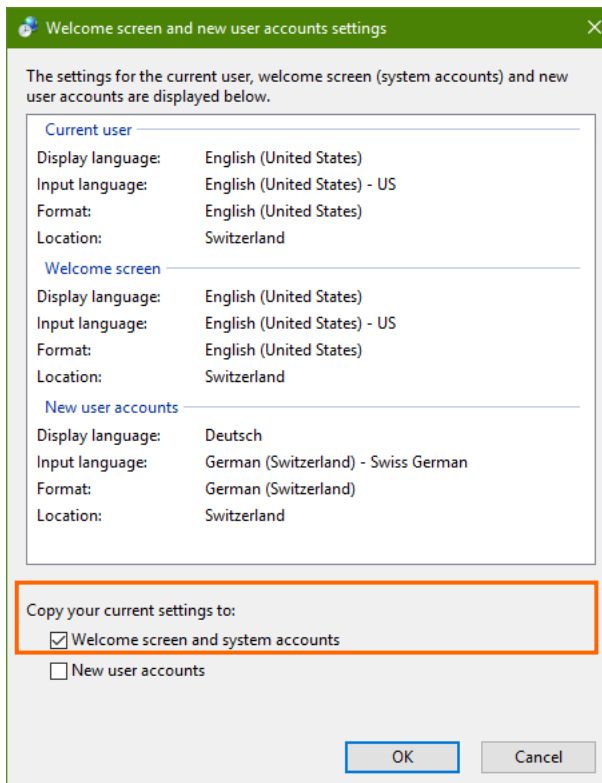 Welcome screen and new user accounts settings
The settings for the current user, welcome screen (system accounts) and new
user accounts are displayed below.
Current user
Display language: English (United States)
Input language: English (United States) - US
Format: English (United States)
Location: Switzerland
Welcome screen
Display language: English (United States)
Input language: English (United States) - US
Format: English (United States)
Location: Switzerland
New user accounts
Display language: Deutsch
Input language: German (Switzerland) - Swiss German
Format: German (Switzerland)
Location: Switzerland
Copy your current settings to:
Welcome screen and system accounts
New user accounts
OK Cancel